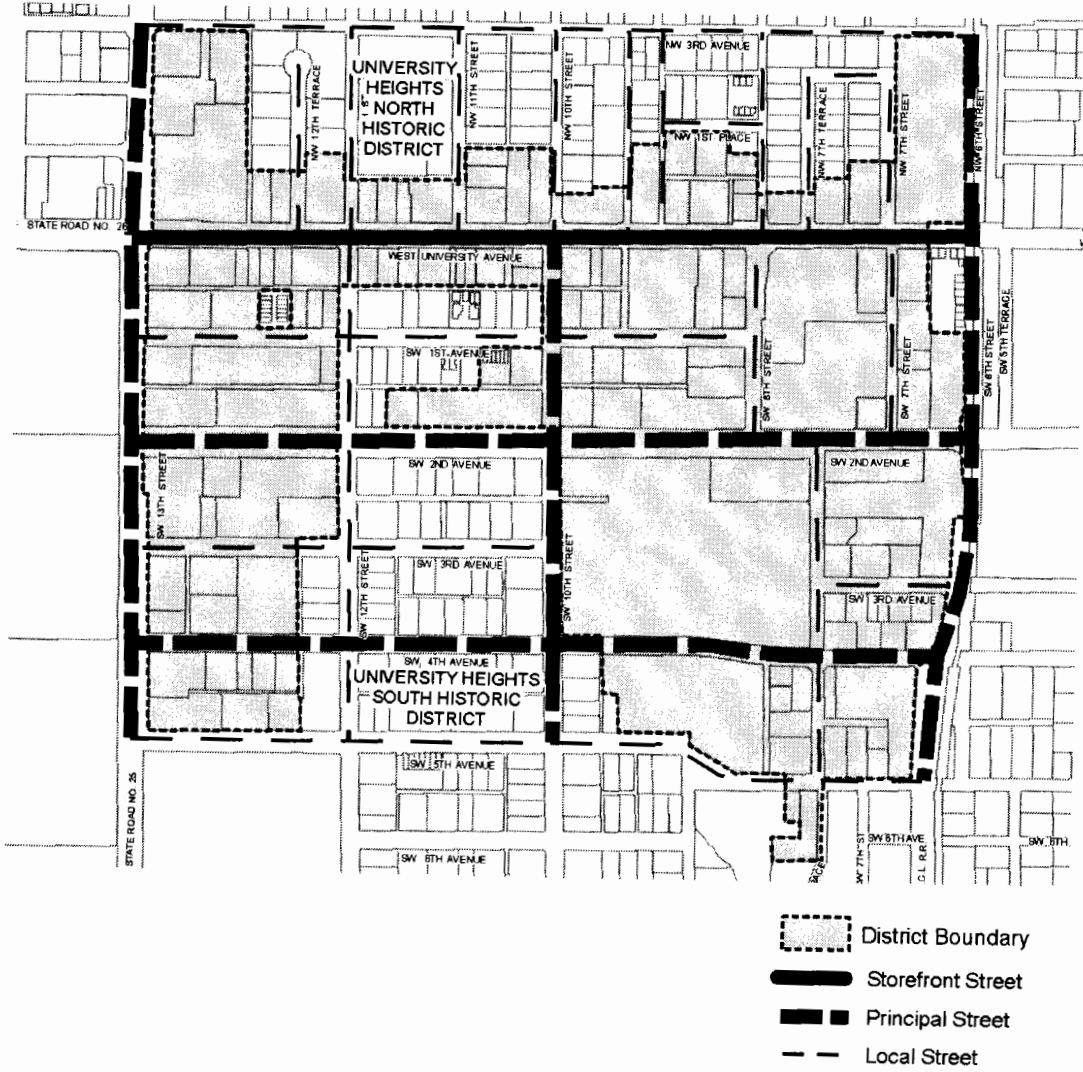 NW 3RD AVENUE
UNIVERSITY
HEIGHTS
NORTH
HISTORIC
DISTRICT
NW 12TH TERRACE
NW 11TH STREET
NW 10TH STREET
NW 1ST PLACE
NW 7TH TERRACE
NW 7TH STREET
NW 6TH STREET
STATE ROAD NO. 26
WEST UNIVERSITY AVENUE
SW 1ST AVENUE
SW 8TH STREET
SW 7TH STREET
SW 6TH STREET
SW 5TH TERRACE
SW 2ND AVENUE
SW 2ND AVENUE
SW 13TH STREET
SW 12TH STREET
SW 10TH STREET
SW 3RD AVENUE
SW 3RD AVENUE
SW 4TH AVENUE
UNIVERSITY HEIGHTS
SOUTH HISTORIC
DISTRICT
SW 5TH AVENUE
STATE ROAD NO. 25
SW 6TH AVENUE
SW 7TH ST
SW 6TH AVE
C.L. R.R.
SW 6TH
District Boundary
Storefront Street
Principal Street
Local Street